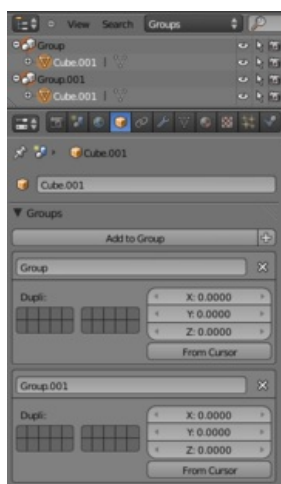 View Search Groups
Group
Cube.001 |
Group.001
Cube.001 |
Cube.001
Cube.001
Groups
Add to Group
Group
Dupli:
X: 0.0000
Y: 0.0000
Z: 0.0000
From Cursor
Group.001
Dupli:
X: 0.0000
Y: 0.0000
Z: 0.0000
From Cursor